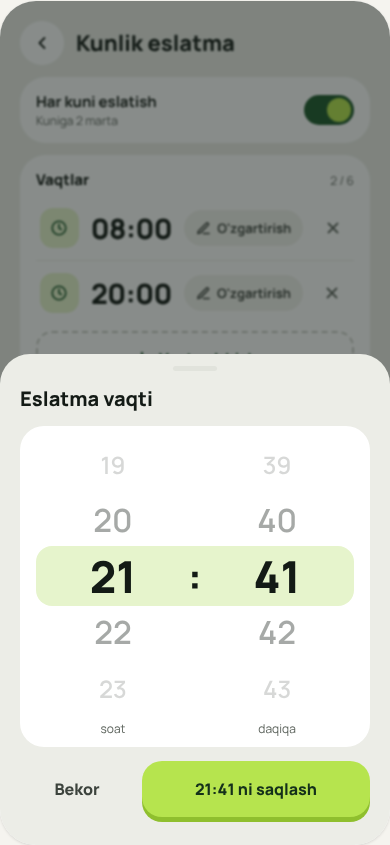 Kunlik eslatma
Har kuni eslatish
Kuniga 2 marta
Vaqtlar 2 / 6
08:00 O'zgartirish
20:00 O'zgartirish
Eslatma vaqti
19 39
20 40
21 : 41
22 42
23 43
soat daqiqa
Bekor 21:41 ni saqlash